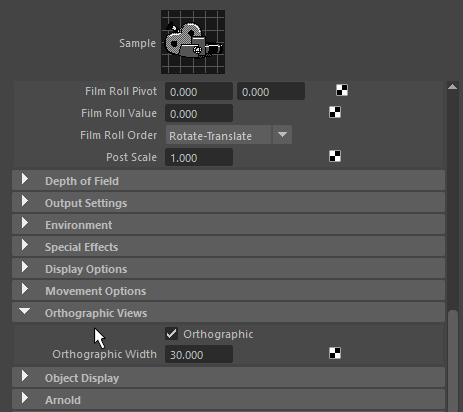 Sample
Film Roll Pivot 0.000 0.000
Film Roll Value 0.000
Film Roll Order Rotate-Translate
Post Scale 1.000
Depth of Field
Output Settings
Environment
Special Effects
Display Options
Movement Options
Orthographic Views
Orthographic
Orthographic Width 30.000
Object Display
Arnold